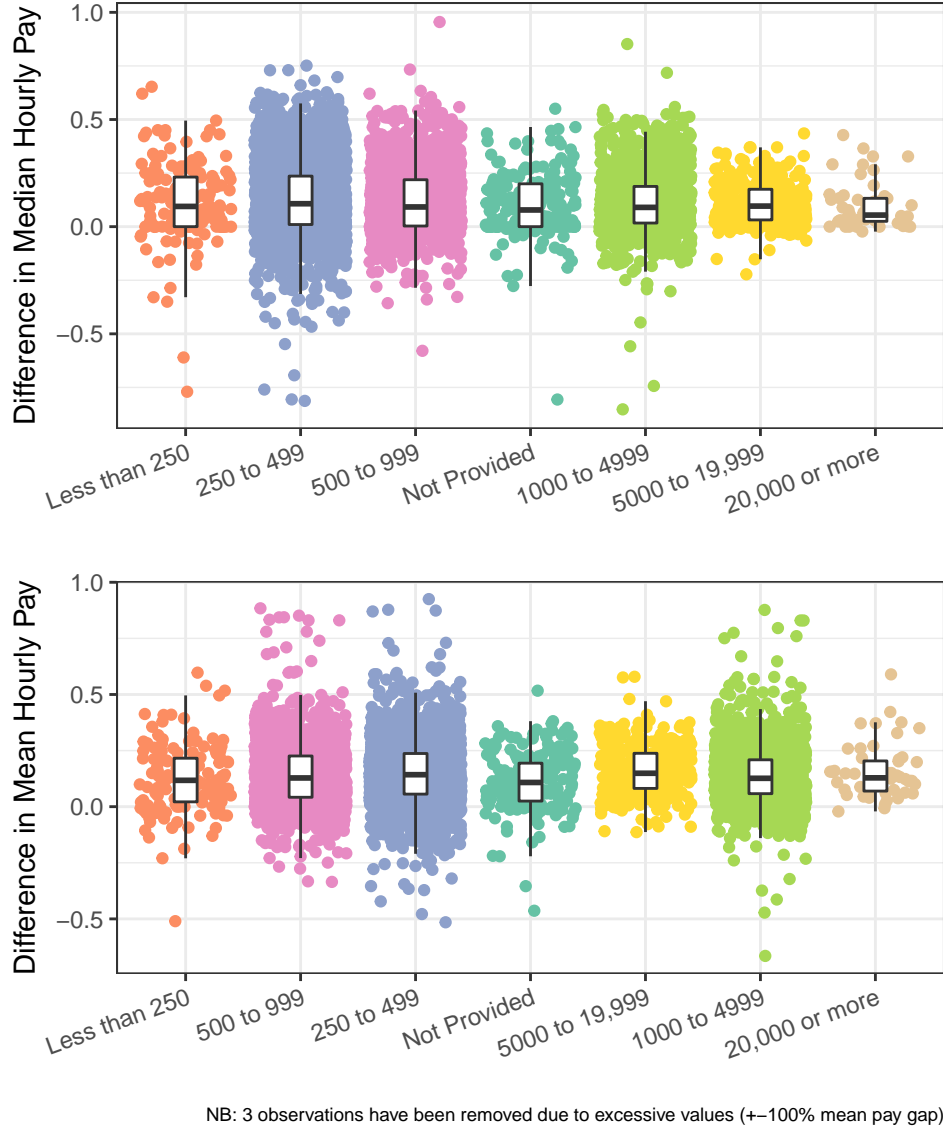 Difference in Median Hourly Pay
1.0
0.5
0.0
−0.5
Less than 250
250 to 499
500 to 999
Not Provided
1000 to 4999
5000 to 19,999
20,000 or more
Difference in Mean Hourly Pay
1.0
0.5
0.0
−0.5
Less than 250
500 to 999
250 to 499
Not Provided
5000 to 19,999
1000 to 4999
20,000 or more
NB: 3 observations have been removed due to excessive values (+−100% mean pay gap)